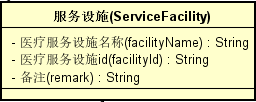 服务设施(ServiceFacility)
- 医疗服务设施名称(facilityName) : String
- 医疗服务设施id(facilityId) : String
- 备注(remark) : String